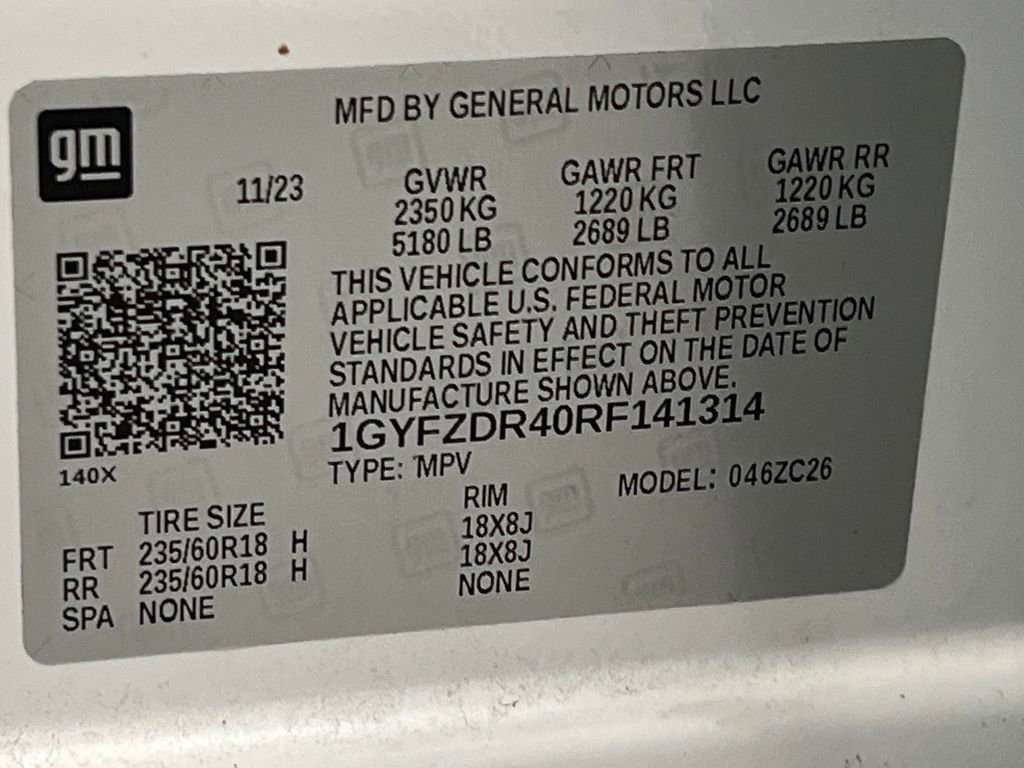 MFD BY GENERAL MOTORS LLC
gm
11/23 GVWR GAWR FRT GAWR RR
2350 KG 1220 KG 1220 KG
5180 LB 2689 LB 2689 LB
THIS VEHICLE CONFORMS TO ALL
APPLICABLE U.S. FEDERAL MOTOR
VEHICLE SAFETY AND THEFT PREVENTION
STANDARDS IN EFFECT ON THE DATE OF
MANUFACTURE SHOWN ABOVE.
1GYFZDR40RF141314
140X
TYPE: MPV MODEL: 046ZC26
TIRE SIZE RIM
FRT 235/60R18 H 18X8J
RR 235/60R18 H 18X8J
SPA NONE NONE